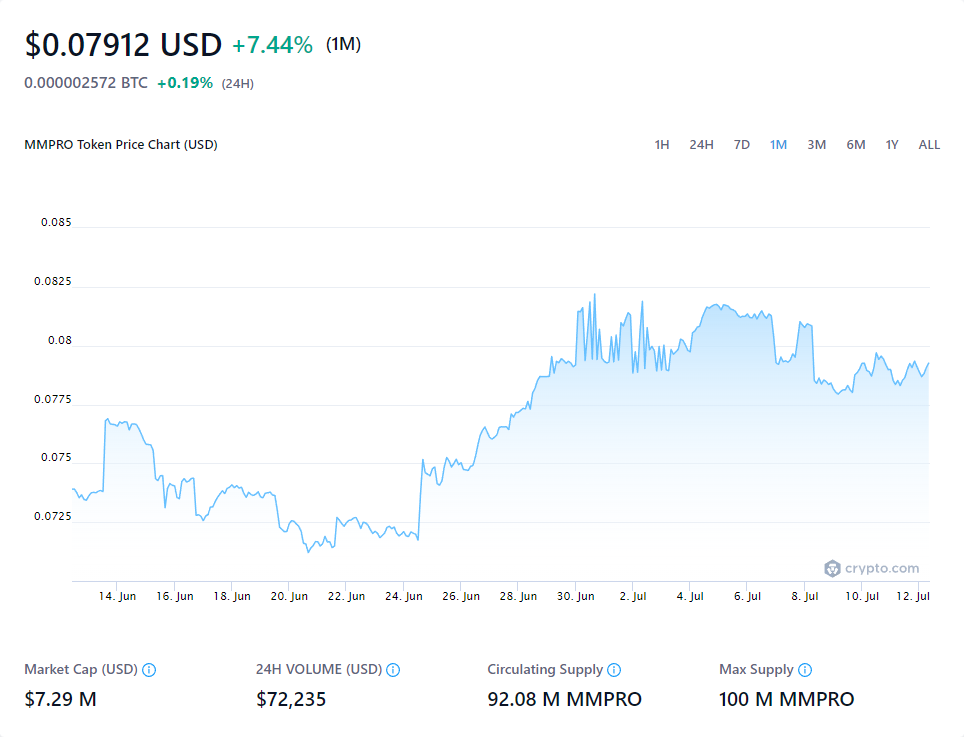 $0.07912 USD +7.44% (1M)
0.000002572 BTC +0.19% (24H)
MMPRO Token Price Chart (USD)
1H 24H 7D 1M 3M 6M 1Y ALL
0.085
0.0825
0.08
0.0775
0.075
0.0725
crypto.com
14. Jun 16. Jun 18. Jun 20. Jun 22. Jun 24. Jun 26. Jun 28. Jun 30. Jun 2. Jul 4. Jul 6. Jul 8. Jul 10. Jul 12. Jul
Market Cap (USD) 24H VOLUME (USD) Circulating Supply Max Supply
$7.29 M $72,235 92.08 M MMPRO 100 M MMPRO